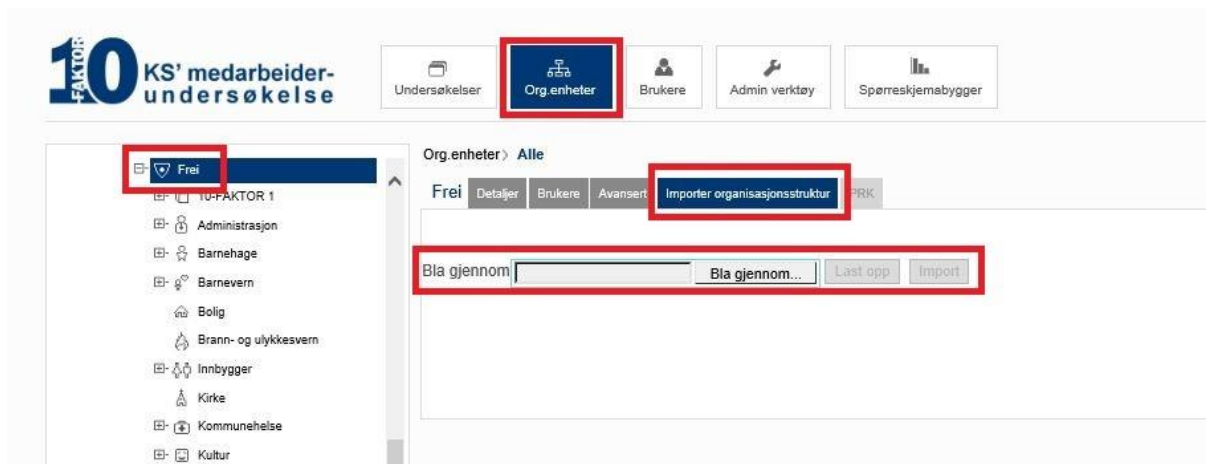 10 FAKTOR
KS' medarbeider-
undersøkelse
Undersøkelser
Org.enheter
Brukere
Admin verktøy
Spørreskjemabygger
Frei
10-FAKTOR 1
Administrasjon
Barnehage
Barnevern
Bolig
Brann- og ulykkesvern
Innbygger
Kirke
Kommunehelse
Kultur
Org.enheter> Alle
Frei Detaljer Brukere Avansert Importer organisasjonsstruktur PRK
Bla gjennom Bla gjennom... Last opp Import